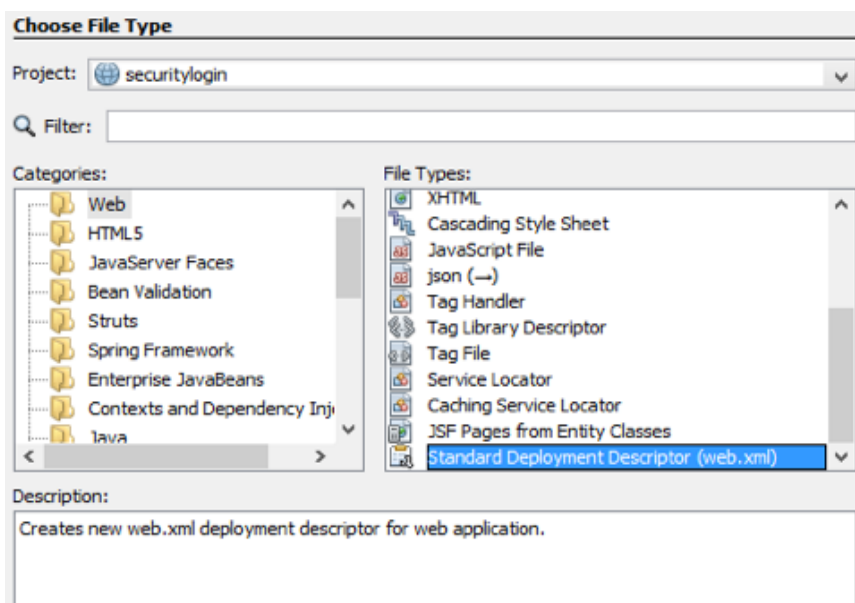 Choose File Type
Project: securitylogin
Filter:
Categories:
Web
HTML5
JavaServer Faces
Bean Validation
Struts
Spring Framework
Enterprise JavaBeans
Contexts and Dependency Inj
Java
File Types:
XHTML
Cascading Style Sheet
JavaScript File
json (→)
Tag Handler
Tag Library Descriptor
Tag File
Service Locator
Caching Service Locator
JSF Pages from Entity Classes
Standard Deployment Descriptor (web.xml)
Description:
Creates new web.xml deployment descriptor for web application.